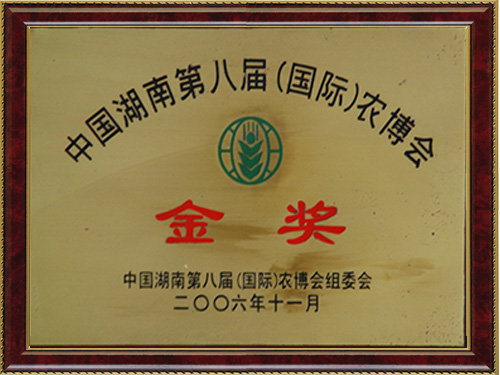 中国湖南第八届(国际)农博会
金奖
中国湖南第八届(国际)农博会组委会
二〇〇六年十一月